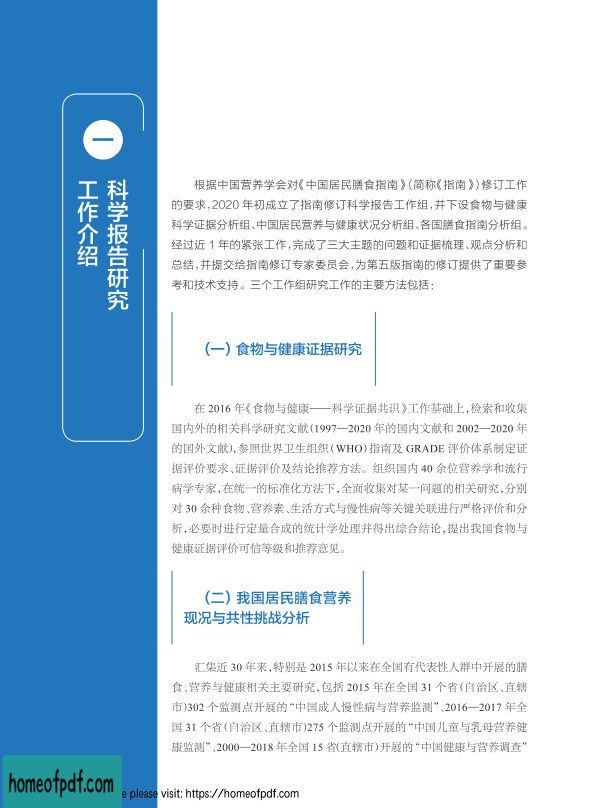 一
科学报告研究
工作介绍
根据中国营养学会对《中国居民膳食指南》（简称《指南》）修订工作
的要求，2020 年初成立了指南修订科学报告工作组，并下设食物与健康
科学证据分析组、中国居民营养与健康状况分析组、各国膳食指南分析组。
经过近 1 年的紧张工作，完成了三大主题的问题和证据梳理、观点分析和
总结，并提交给指南修订专家委员会，为第五版指南的修订提供了重要参
考和技术支持。三个工作组研究工作的主要方法包括：
（一）食物与健康证据研究
在 2016 年《食物与健康——科学证据共识》工作基础上，检索和收集
国内外的相关科学研究文献（1997—2020 年的国内文献和 2002—2020 年
的国外文献），参照世界卫生组织（WHO）指南及 GRADE 评价体系制定证
据评价要求、证据评价及结论推荐方法。组织国内 40 余位营养学和流行
病学专家，在统一的标准化方法下，全面收集对某一问题的相关研究，分别
对 30 余种食物、营养素、生活方式与慢性病等关键关联进行严格评价和分
析，必要时进行定量合成的统计学处理并得出综合结论，提出我国食物与
健康证据评价可信等级和推荐意见。
（二）我国居民膳食营养
现况与共性挑战分析
汇集近 30 年来，特别是 2015 年以来在全国有代表性人群中开展的膳
食、营养与健康相关主要研究，包括 2015 年在全国 31 个省（自治区、直辖
市）302 个监测点开展的“中国成人慢性病与营养监测”、2016—2017 年全
国 31 个省（自治区、直辖市）275 个监测点开展的“中国儿童与乳母营养健
康监测”、2000—2018 年全国 15 省（直辖市）开展的“中国健康与营养调查”
homeofpdf.com
e please visit: https://homeofpdf.com